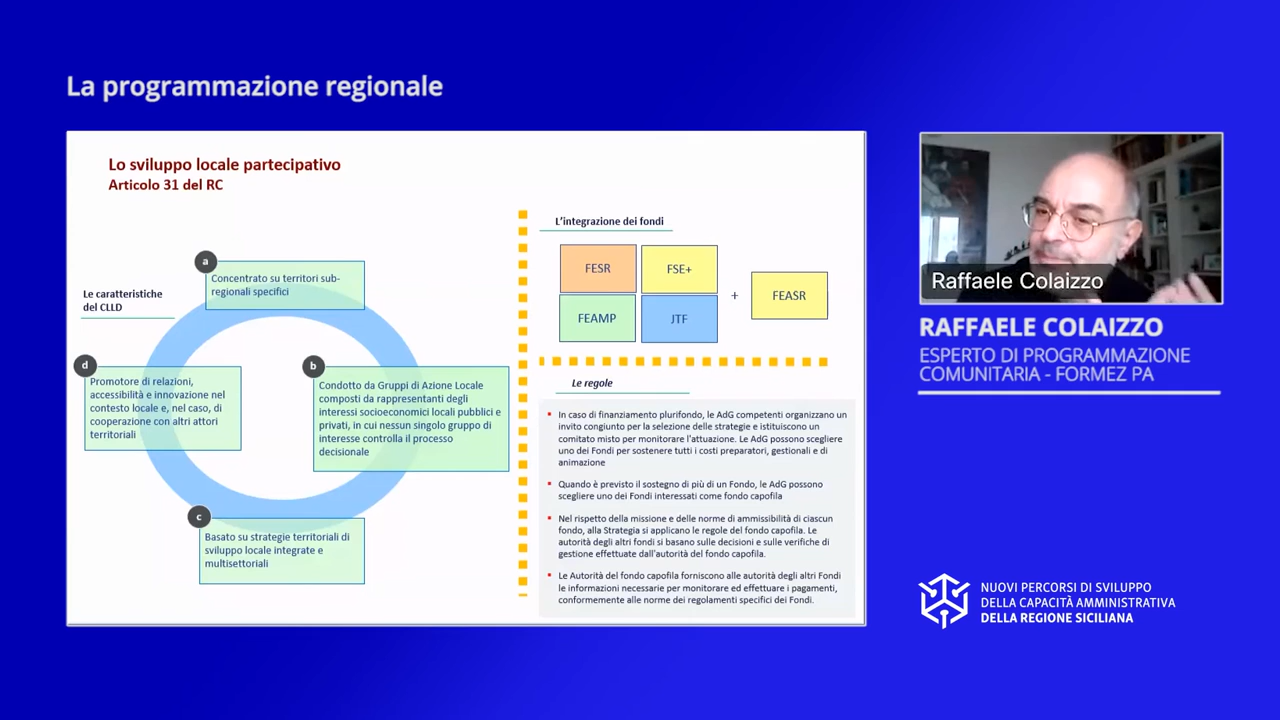 La programmazione regionale
Lo sviluppo locale partecipativo
Articolo 31 del RC
Le caratteristiche
del CLLD
a
Concentrato su territori sub-
regionali specifici
b
Condotto da Gruppi di Azione Locale
composti da rappresentanti degli
interessi socioeconomici locali pubblici e
privati, in cui nessun singolo gruppo di
interesse controlla il processo
decisionale
c
Basato su strategie territoriali di
sviluppo locale integrate e
multisettoriali
d
Promotore di relazioni,
accessibilità e innovazione nel
contesto locale e, nel caso, di
cooperazione con altri attori
territoriali
L'integrazione dei fondi
FESR
FSE+
FEAMP
JTF
+
FEASR
Le regole
In caso di finanziamento plurifondo, le AdG competenti organizzano un
invito congiunto per la selezione delle strategie e istituiscono un
comitato misto per monitorare l'attuazione. Le AdG possono scegliere
uno dei Fondi per sostenere tutti i costi preparatori, gestionali e di
animazione
Quando è previsto il sostegno di più di un Fondo, le AdG possono
scegliere uno dei Fondi interessati come fondo capofila
Nel rispetto della missione e delle norme di ammissibilità di ciascun
fondo, alla Strategia si applicano le regole del fondo capofila. Le
autorità degli altri fondi si basano sulle decisioni e sulle verifiche di
gestione effettuate dall'autorità del fondo capofila.
Le Autorità del fondo capofila forniscono alle autorità degli altri Fondi
le informazioni necessarie per monitorare ed effettuare i pagamenti,
conformemente alle norme dei regolamenti specifici dei Fondi.
Raffaele Colaizzo
RAFFAELE COLAIZZO
ESPERTO DI PROGRAMMAZIONE
COMUNITARIA - FORMEZ PA
NUOVI PERCORSI DI SVILUPPO
DELLA CAPACITÀ AMMINISTRATIVA
DELLA REGIONE SICILIANA